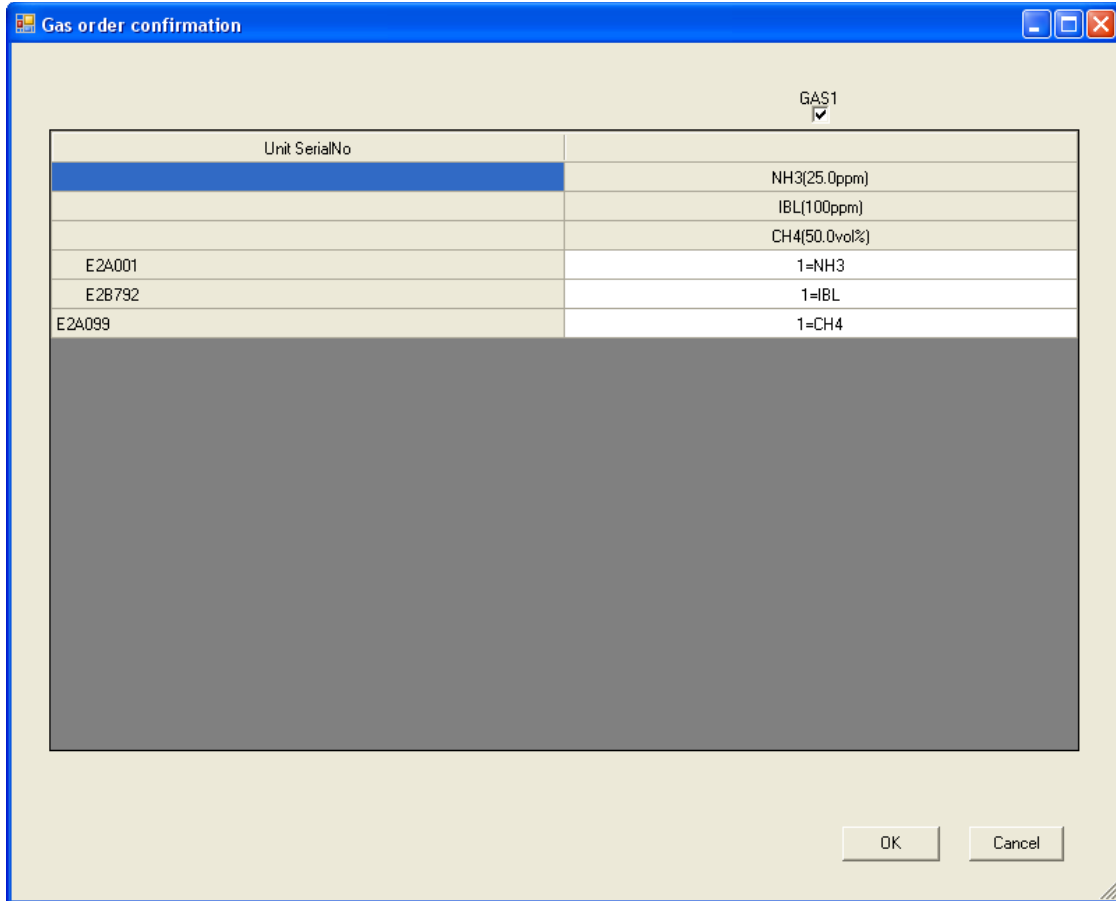 Gas order confirmation
GAS1
Unit SerialNo
NH3(25.0ppm)
IBL(100ppm)
CH4(50.0vol%)
E2A001 1=NH3
E2B792 1=IBL
E2A099 1=CH4
OK Cancel